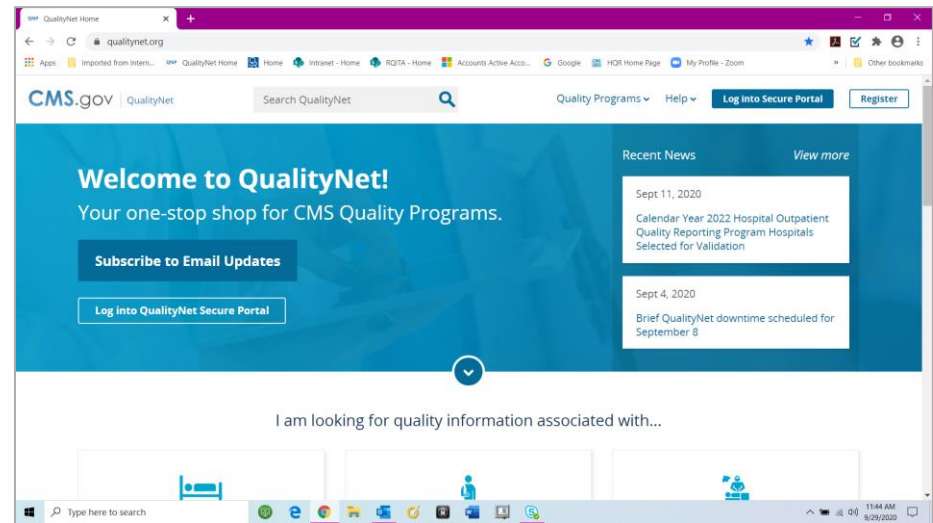 QNet QualityNet Home
qualitynet.org
Apps Imported from Intern... QNet QualityNet Home Home Intranet - Home RQITA - Home Accounts Active Acco... Google HQR Home Page My Profile - Zoom » Other bookmarks
CMS.gov QualityNet Search QualityNet Quality Programs Help Log into Secure Portal Register
Welcome to QualityNet!
Your one-stop shop for CMS Quality Programs.
Subscribe to Email Updates
Log into QualityNet Secure Portal
Recent News View more
Sept 11, 2020
Calendar Year 2022 Hospital Outpatient
Quality Reporting Program Hospitals
Selected for Validation
Sept 4, 2020
Brief QualityNet downtime scheduled for
September 8
I am looking for quality information associated with...
Type here to search
11:44 AM
9/29/2020